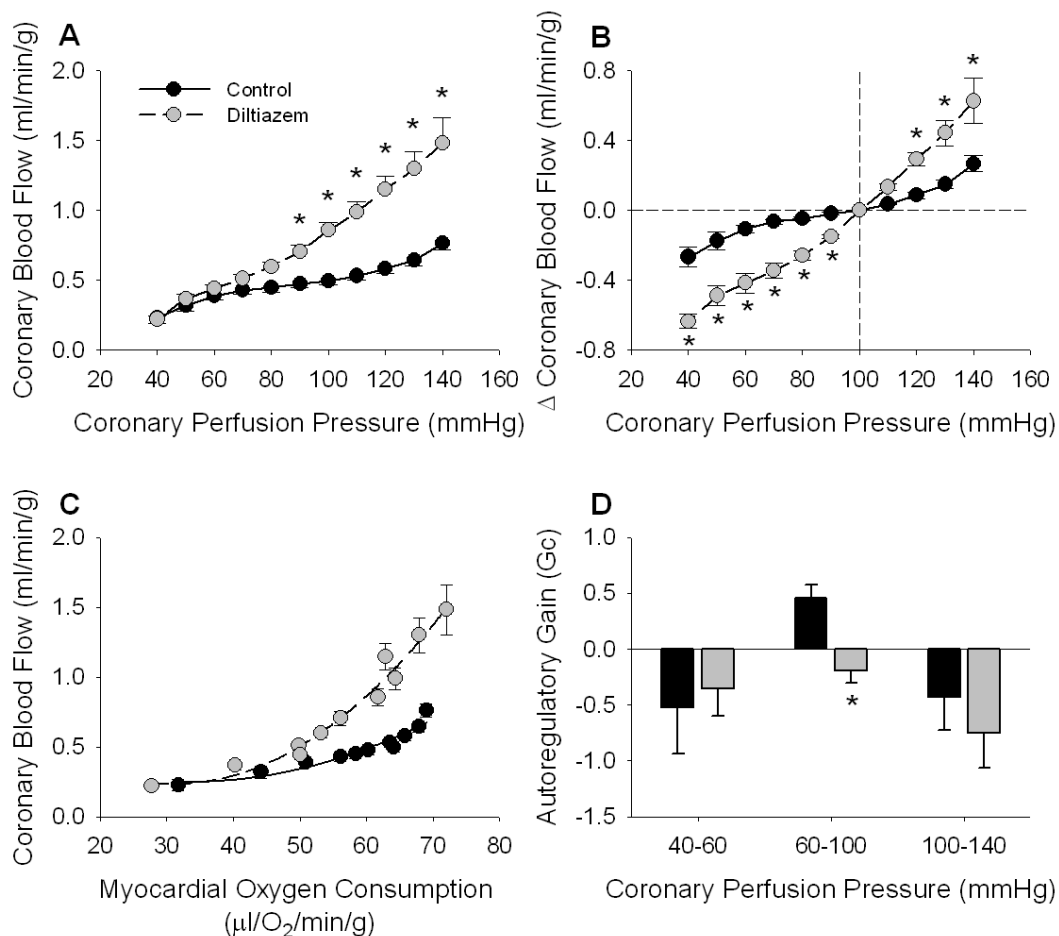 A
Coronary Blood Flow (ml/min/g)
2.0
1.5
1.0
0.5
0.0
Control
Diltiazem
* * * * * *
20 40 60 80 100 120 140 160
Coronary Perfusion Pressure (mmHg)
B
Δ Coronary Blood Flow (ml/min/g)
0.8
0.4
0.0
-0.4
-0.8
* * *
* * * * * *
20 40 60 80 100 120 140 160
Coronary Perfusion Pressure (mmHg)
C
Coronary Blood Flow (ml/min/g)
2.0
1.5
1.0
0.5
0.0
20 30 40 50 60 70 80
Myocardial Oxygen Consumption
(μl/O₂/min/g)
D
Autoregulatory Gain (Gc)
1.0
0.5
0.0
-0.5
-1.0
-1.5
*
40-60 60-100 100-140
Coronary Perfusion Pressure (mmHg)